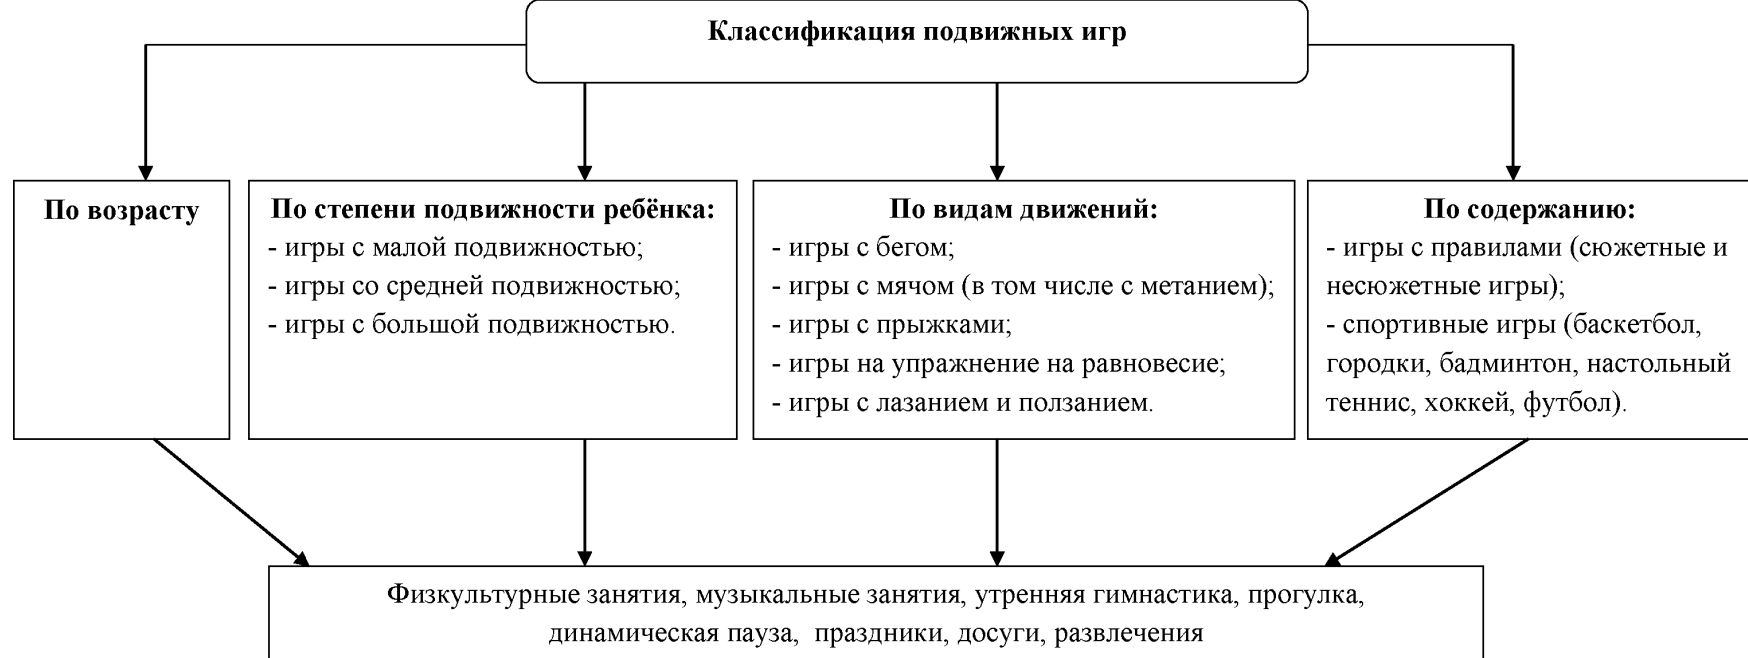 Классификация подвижных игр
По возрасту
По степени подвижности ребёнка:
- игры с малой подвижностью;
- игры со средней подвижностью;
- игры с большой подвижностью.
По видам движений:
- игры с бегом;
- игры с мячом (в том числе с метанием);
- игры с прыжками;
- игры на упражнение на равновесие;
- игры с лазанием и ползанием.
По содержанию:
- игры с правилами (сюжетные и
несюжетные игры);
- спортивные игры (баскетбол,
городки, бадминтон, настольный
теннис, хоккей, футбол).
Физкультурные занятия, музыкальные занятия, утренняя гимнастика, прогулка,
динамическая пауза,  праздники, досуги, развлечения